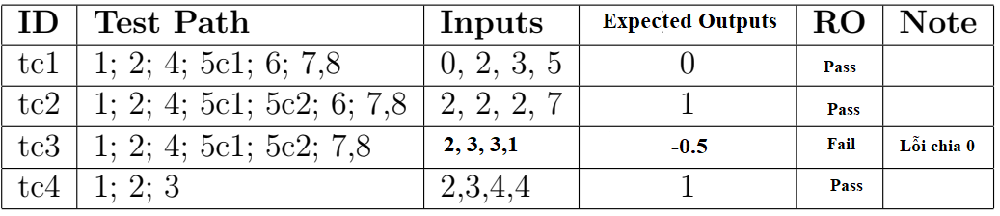 ID Test Path Inputs Expected Outputs RO Note
tc1 1; 2; 4; 5c1; 6; 7,8 0, 2, 3, 5 0 Pass
tc2 1; 2; 4; 5c1; 5c2; 6; 7,8 2, 2, 2, 7 1 Pass
tc3 1; 2; 4; 5c1; 5c2; 7,8 2, 3, 3,1 -0.5 Fail Lỗi chia 0
tc4 1; 2; 3 2,3,4,4 1 Pass